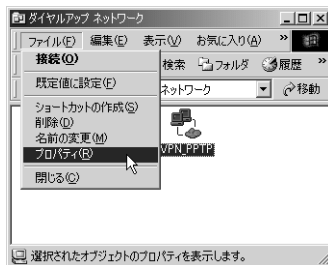 ダイヤルアップ ネットワーク
ファイル(F) 編集(E) 表示(V) お気に入り(A) »
接続(O)
検索 フォルダ 履歴 »
既定値に設定(F)
ネットワーク 移動
ショートカットの作成(S)
削除(D)
名前の変更(M)
プロパティ(R)
VPN_PPTP
閉じる(C)
選択されたオブジェクトのプロパティを表示します。